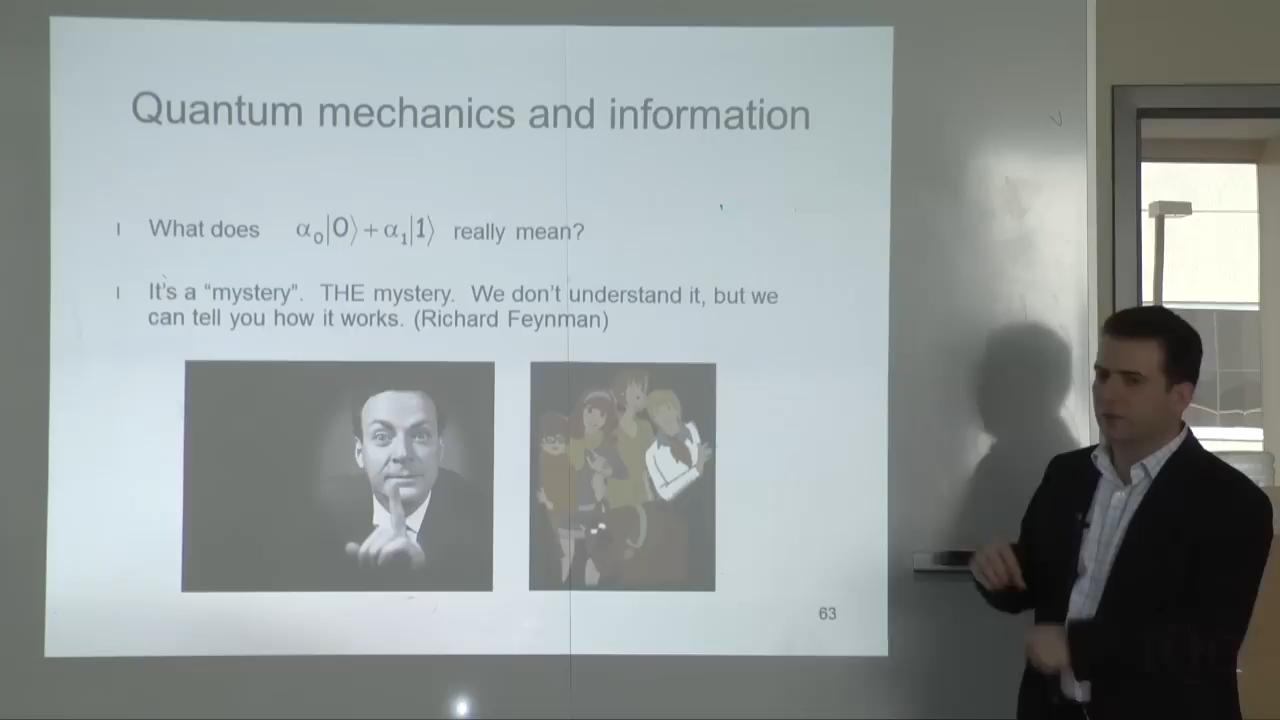 Quantum mechanics and information
What does α₀|0⟩+α₁|1⟩ really mean?
It's a “mystery”. THE mystery. We don't understand it, but we
can tell you how it works. (Richard Feynman)
63